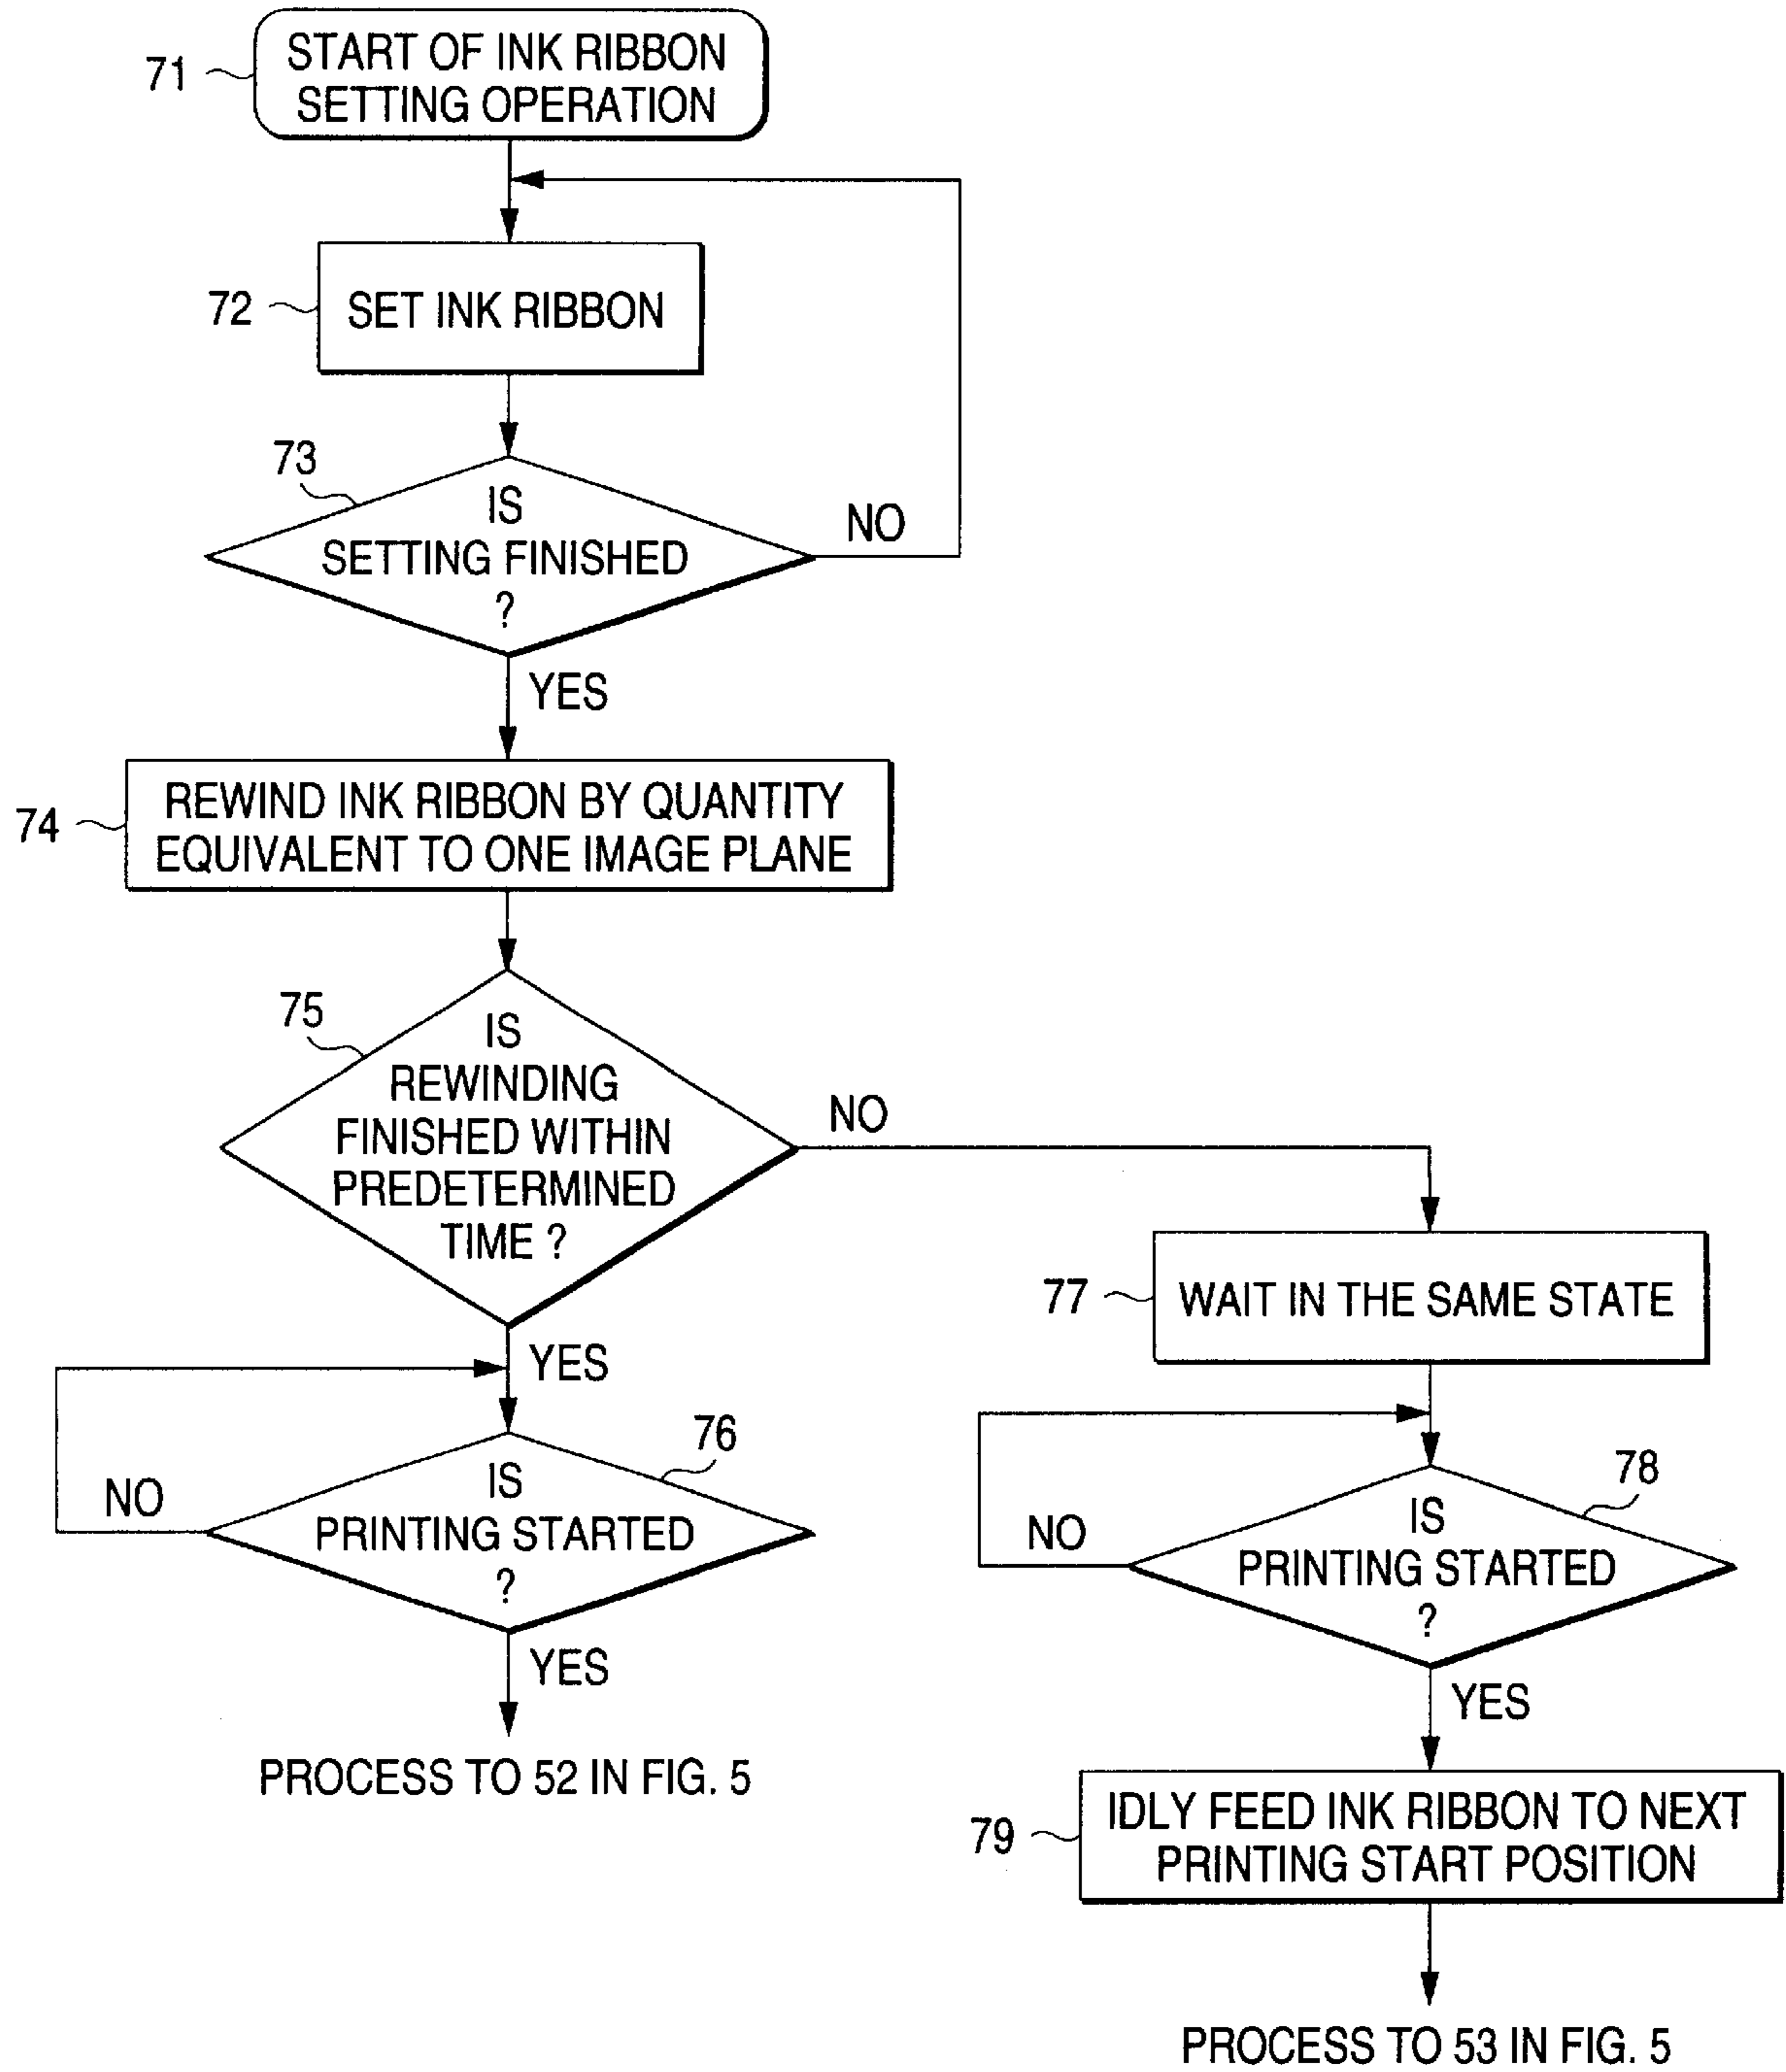 71
START OF INK RIBBON
SETTING OPERATION
72
SET INK RIBBON
73
IS
SETTING FINISHED
?
NO
YES
74
REWIND INK RIBBON BY QUANTITY
EQUIVALENT TO ONE IMAGE PLANE
75
IS
REWINDING
FINISHED WITHIN
PREDETERMINED
TIME ?
NO
YES
76
IS
PRINTING STARTED
?
NO
YES
PROCESS TO 52 IN FIG. 5
77
WAIT IN THE SAME STATE
78
IS
PRINTING STARTED
?
NO
YES
79
IDLY FEED INK RIBBON TO NEXT
PRINTING START POSITION
PROCESS TO 53 IN FIG. 5